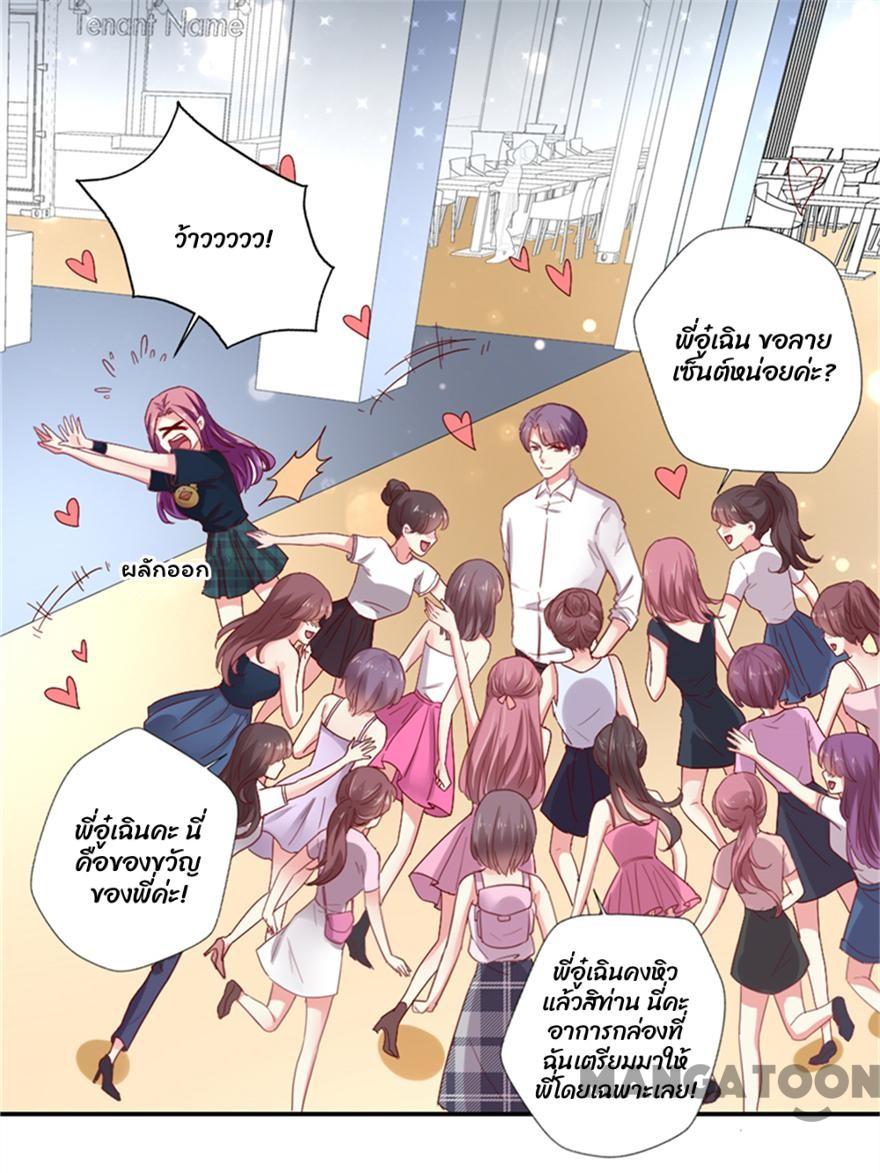 Tenant Name
ว้าวววววว!
พี่อู๋เฉิน ขอลาย
เซ็นต์หน่อยค่ะ?
ผลักออก
พี่อู๋เฉินคะ นี่
คือของขวัญ
ของพี่ค่ะ!
พี่อู๋เฉินคงหิว
แล้วสิท่าน นี่คะ
อาการกล่องที่
ฉันเตรียมมาให้
พี่โดยเฉพาะเลย!
MANGATOON